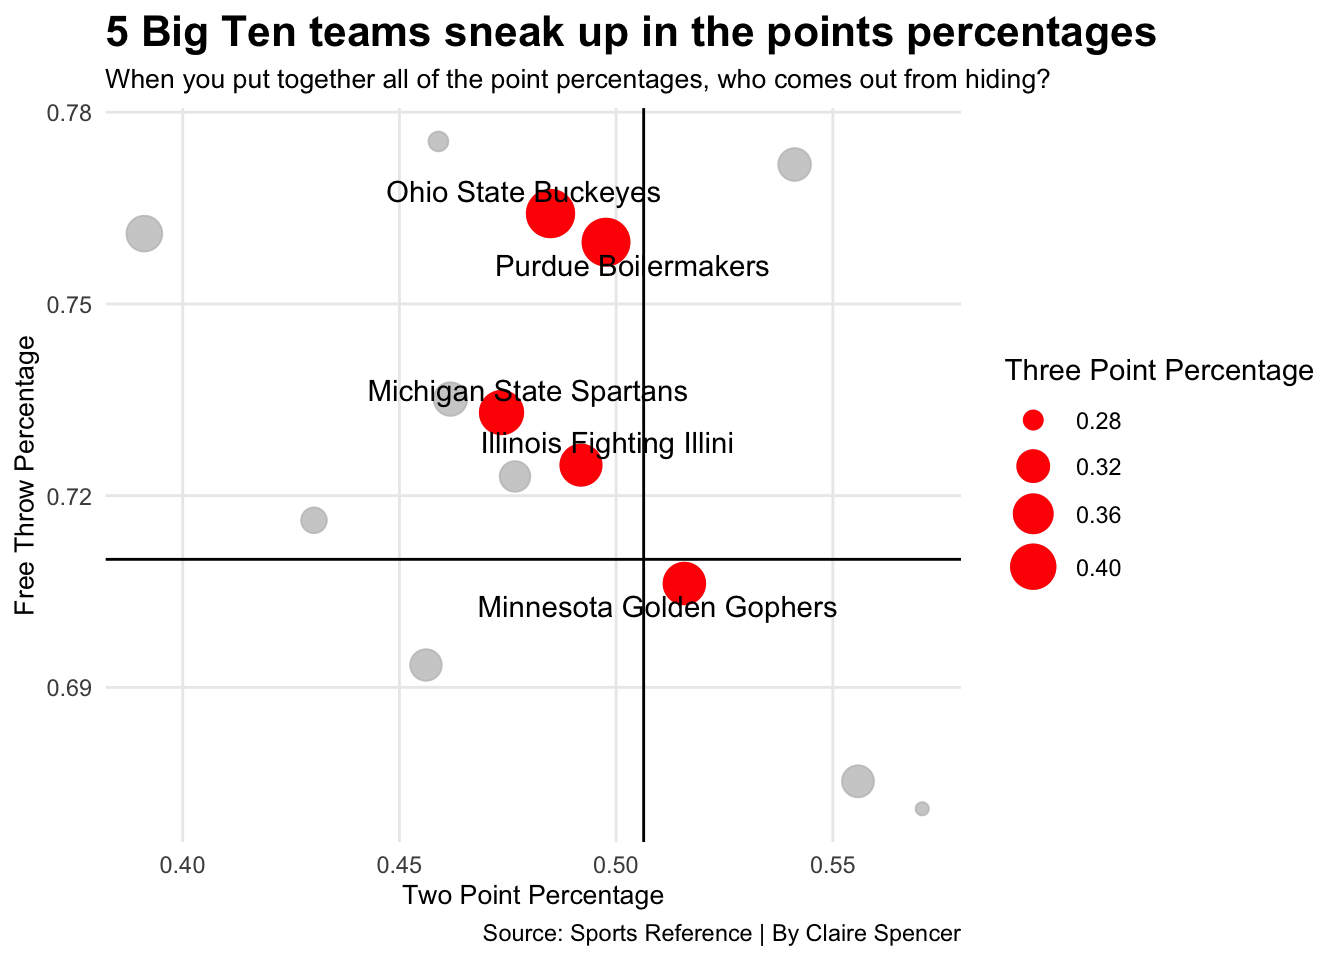 5 Big Ten teams sneak up in the points percentages
When you put together all of the point percentages, who comes out from hiding?
0.78
0.75
0.72
0.69
Free Throw Percentage
Ohio State Buckeyes
Purdue Boilermakers
Michigan State Spartans
Illinois Fighting Illini
Minnesota Golden Gophers
0.40
0.45
0.50
0.55
Two Point Percentage
Three Point Percentage
0.28
0.32
0.36
0.40
Source: Sports Reference | By Claire Spencer